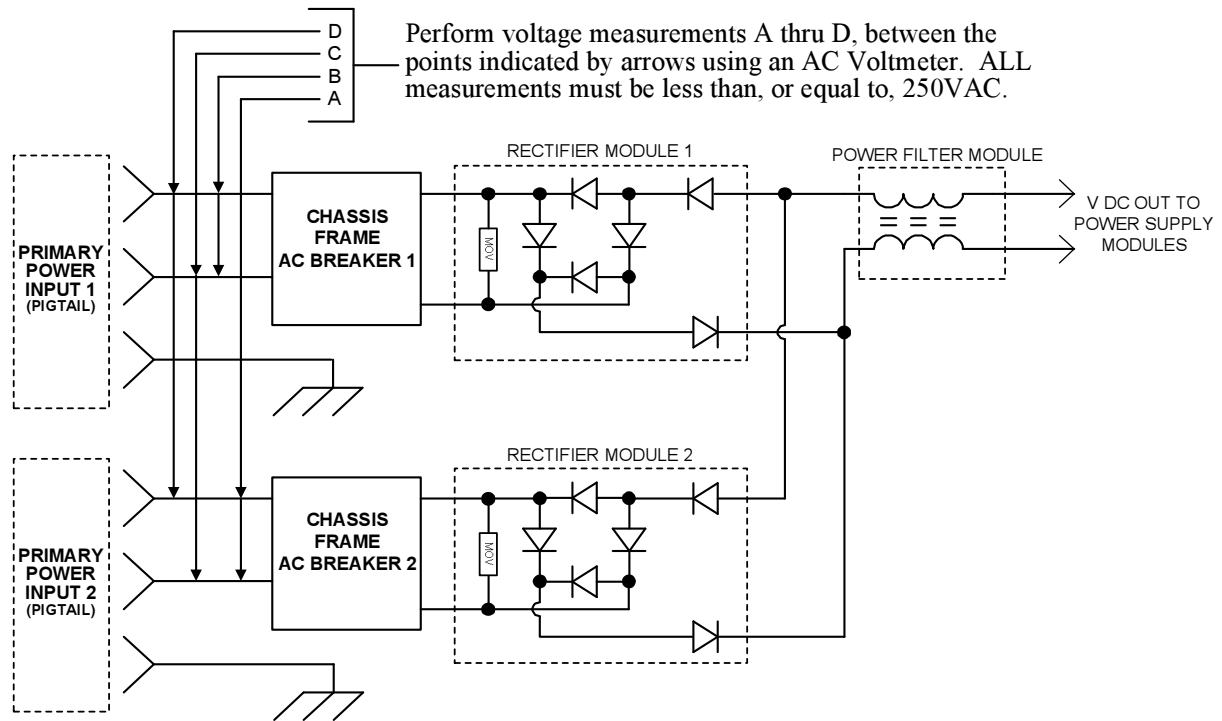 D
C
B
A
Perform voltage measurements A thru D, between the
points indicated by arrows using an AC Voltmeter.  ALL
measurements must be less than, or equal to, 250VAC.
PRIMARY
POWER
INPUT 1
(PIGTAIL)
CHASSIS
FRAME
AC BREAKER 1
RECTIFIER MODULE 1
MOV
POWER FILTER MODULE
V DC OUT TO
POWER SUPPLY
MODULES
PRIMARY
POWER
INPUT 2
(PIGTAIL)
CHASSIS
FRAME
AC BREAKER 2
RECTIFIER MODULE 2
MOV